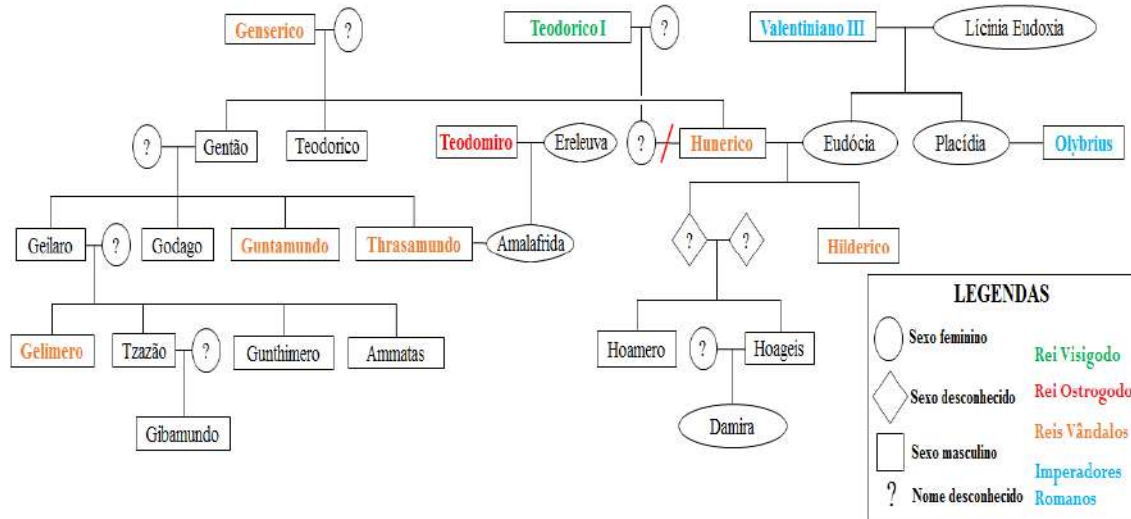 Genserico
?
Teodorico I
?
Valentiniano III
Lícinia Eudoxia
?
Gentão
Teodorico
Teodomiro
Ereleuva
?
Hunerico
Eudócia
Placídia
Olybrius
Geilaro
?
Godago
Guntamundo
Thrasamundo
Amalafrida
?
?
Hilderico
Gelimero
Tzazão
?
Gunthimero
Ammatas
Hoamero
?
Hoageis
Gibamundo
Damira
LEGENDAS
Sexo feminino
Rei Visigodo
Sexo desconhecido
Rei Ostrogodo
Reis Vândalos
Sexo masculino
Imperadores
Romanos
? Nome desconhecido